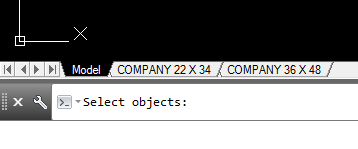 Model COMPANY 22 X 34 COMPANY 36 X 48
Select objects: